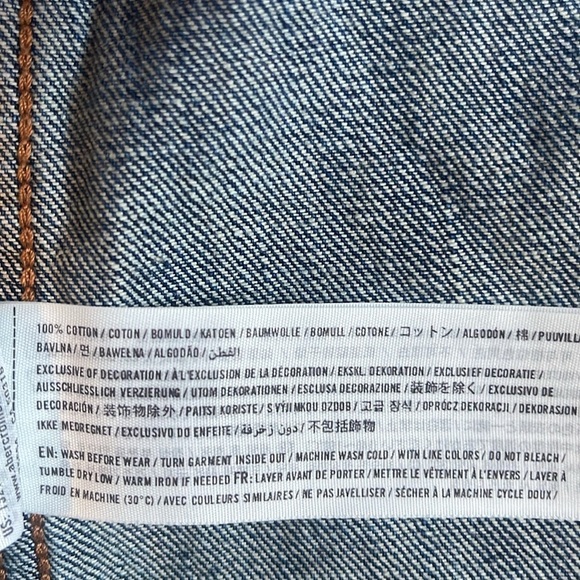 100% COTTON / COTON / BOMULD / KATOEN / BAUMWOLLE / BOMULL / COTONE / コットン / ALGODÓN / 棉 / PUUVILLA
BAVLNA / 면 / BAWEŁNA / ALGODÃO / القطن
EXCLUSIVE OF DECORATION / À L'EXCLUSION DE LA DÉCORATION / EKSKL. DEKORATION / EXCLUSIEF DECORATIE /
AUSSCHLIESSLICH VERZIERUNG / UTOM DEKORATIONEN / ESCLUSA DECORAZIONE / 装飾を除く / EXCLUSIVO DE
DECORACIÓN / 装饰物除外 / PAITSI KORISTE / S VÝJIMKOU OZDOB / 고급 장식 / OPRÓCZ DEKORACJI / DEKORASJON
IKKE MEDREGNET / EXCLUSIVO DO ENFEITE / دون زخرفة / 不包括飾物
EN: WASH BEFORE WEAR / TURN GARMENT INSIDE OUT / MACHINE WASH COLD / WITH LIKE COLORS / DO NOT BLEACH /
TUMBLE DRY LOW / WARM IRON IF NEEDED FR: LAVER AVANT DE PORTER / METTRE LE VÊTEMENT À L'ENVERS / LAVER À
FROID EN MACHINE (30°C) / AVEC COULEURS SIMILAIRES / NE PAS JAVELLISER / SÉCHER À LA MACHINE CYCLE DOUX /